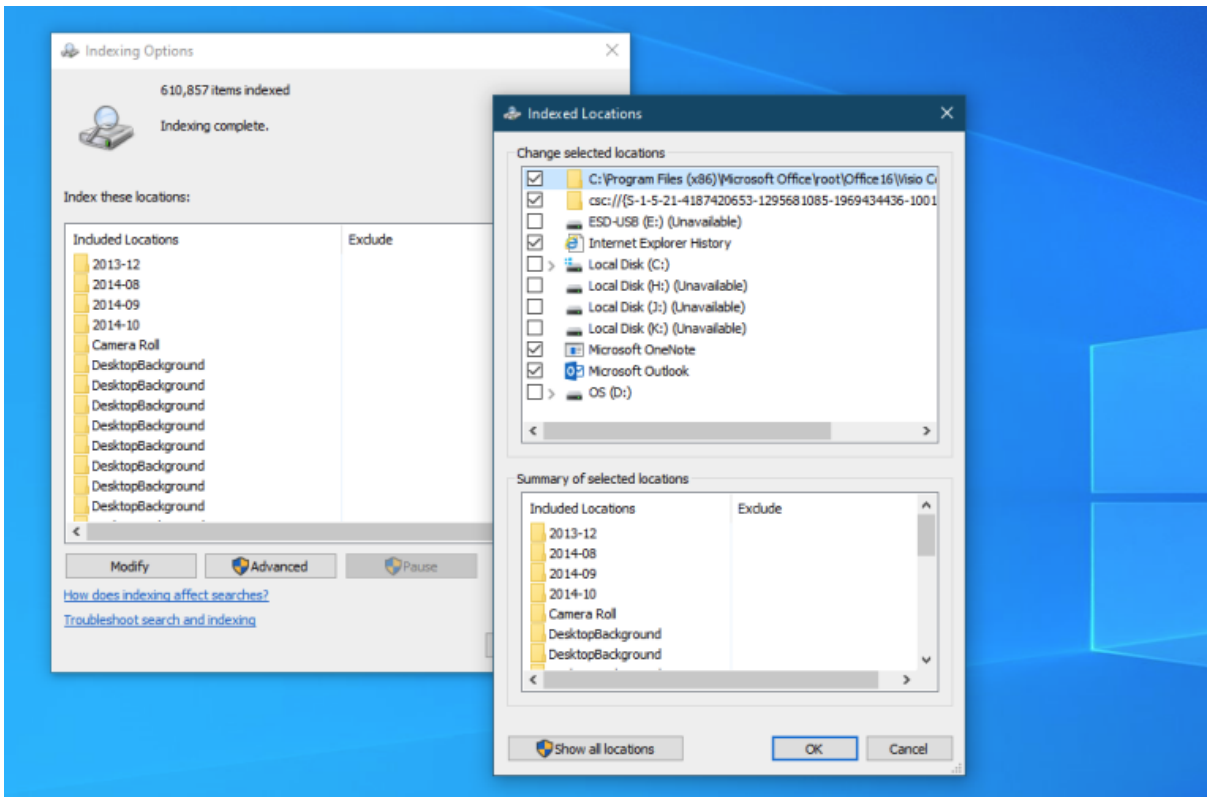 Indexing Options
610,857 items indexed
Indexing complete.
Index these locations:
Included Locations Exclude
2013-12
2014-08
2014-09
2014-10
Camera Roll
DesktopBackground
DesktopBackground
DesktopBackground
DesktopBackground
DesktopBackground
DesktopBackground
DesktopBackground
DesktopBackground
Modify Advanced Pause
How does indexing affect searches?
Troubleshoot search and indexing
Indexed Locations
Change selected locations
C:\Program Files (x86)\Microsoft Office\root\Office16\Visio C
csc://{S-1-5-21-4187420653-1295681085-1969434436-1001
ESD-USB (E:) (Unavailable)
Internet Explorer History
Local Disk (C:)
Local Disk (H:) (Unavailable)
Local Disk (J:) (Unavailable)
Local Disk (K:) (Unavailable)
Microsoft OneNote
Microsoft Outlook
OS (D:)
Summary of selected locations
Included Locations Exclude
2013-12
2014-08
2014-09
2014-10
Camera Roll
DesktopBackground
DesktopBackground
Show all locations OK Cancel